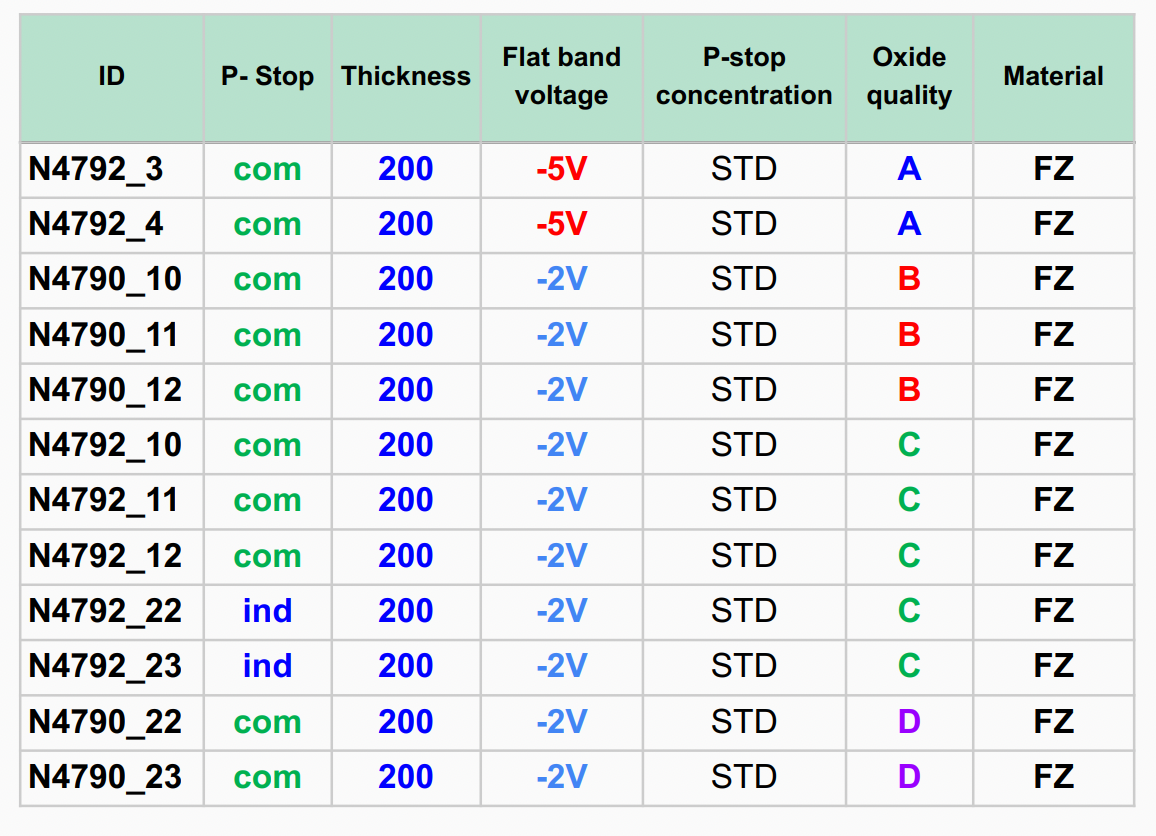 ID P- Stop Thickness Flat band voltage P-stop concentration Oxide quality Material
N4792_3 com 200 -5V STD A FZ
N4792_4 com 200 -5V STD A FZ
N4790_10 com 200 -2V STD B FZ
N4790_11 com 200 -2V STD B FZ
N4790_12 com 200 -2V STD B FZ
N4792_10 com 200 -2V STD C FZ
N4792_11 com 200 -2V STD C FZ
N4792_12 com 200 -2V STD C FZ
N4792_22 ind 200 -2V STD C FZ
N4792_23 ind 200 -2V STD C FZ
N4790_22 com 200 -2V STD D FZ
N4790_23 com 200 -2V STD D FZ